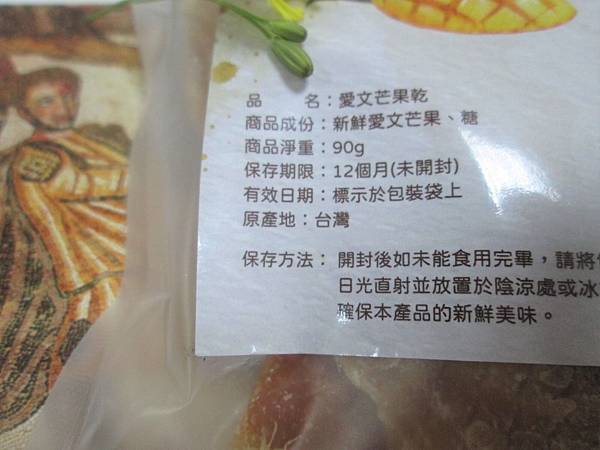 品 名：愛文芒果乾
商品成份：新鮮愛文芒果、糖
商品淨重：90g
保存期限：12個月(未開封)
有效日期：標示於包裝袋上
原產地：台灣
保存方法：開封後如未能食用完畢，請將
日光直射並放置於陰涼處或冰
確保本產品的新鮮美味。